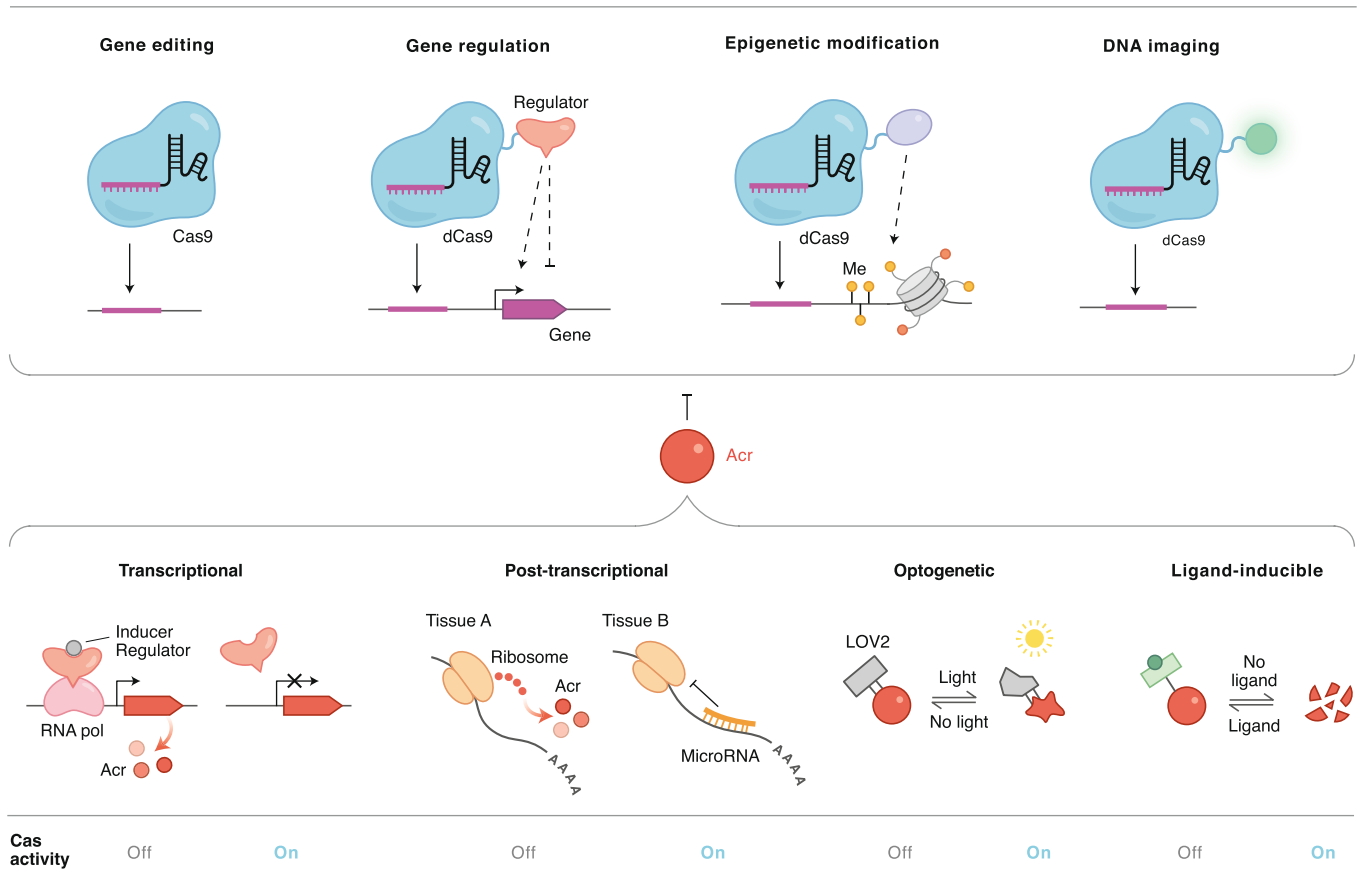 Gene editing
Gene regulation
Epigenetic modification
DNA imaging
Regulator
Cas9
dCas9
dCas9
dCas9
Me
Gene
Acr
Transcriptional
Post-transcriptional
Optogenetic
Ligand-inducible
Inducer
Regulator
RNA pol
Acr
Tissue A
Ribosome
Acr
AAAA
Tissue B
MicroRNA
AAAA
LOV2
Light
No light
No
ligand
Ligand
Cas
activity
Off
On
Off
On
Off
On
Off
On